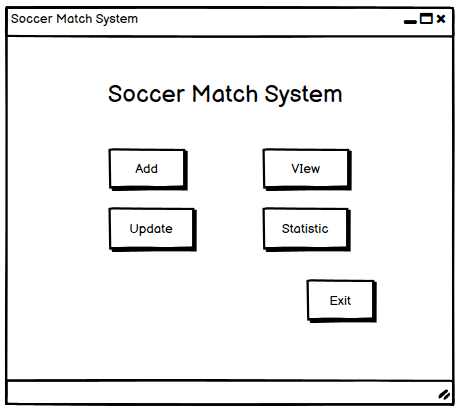 Soccer Match System
Soccer Match System
Add
VIew
Update
Statistic
Exit